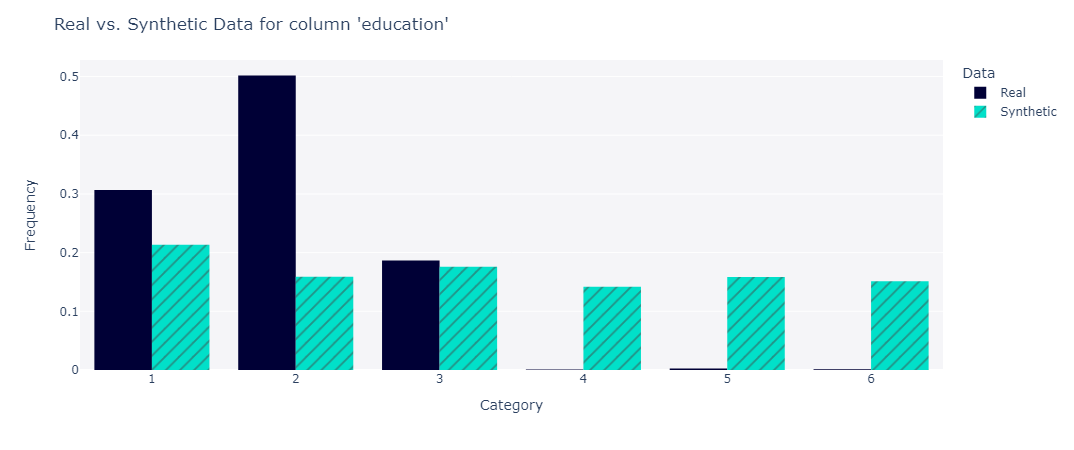 Real vs. Synthetic Data for column 'education'
Data
Real
Synthetic
Frequency
0.5
0.4
0.3
0.2
0.1
0
1 2 3 4 5 6
Category